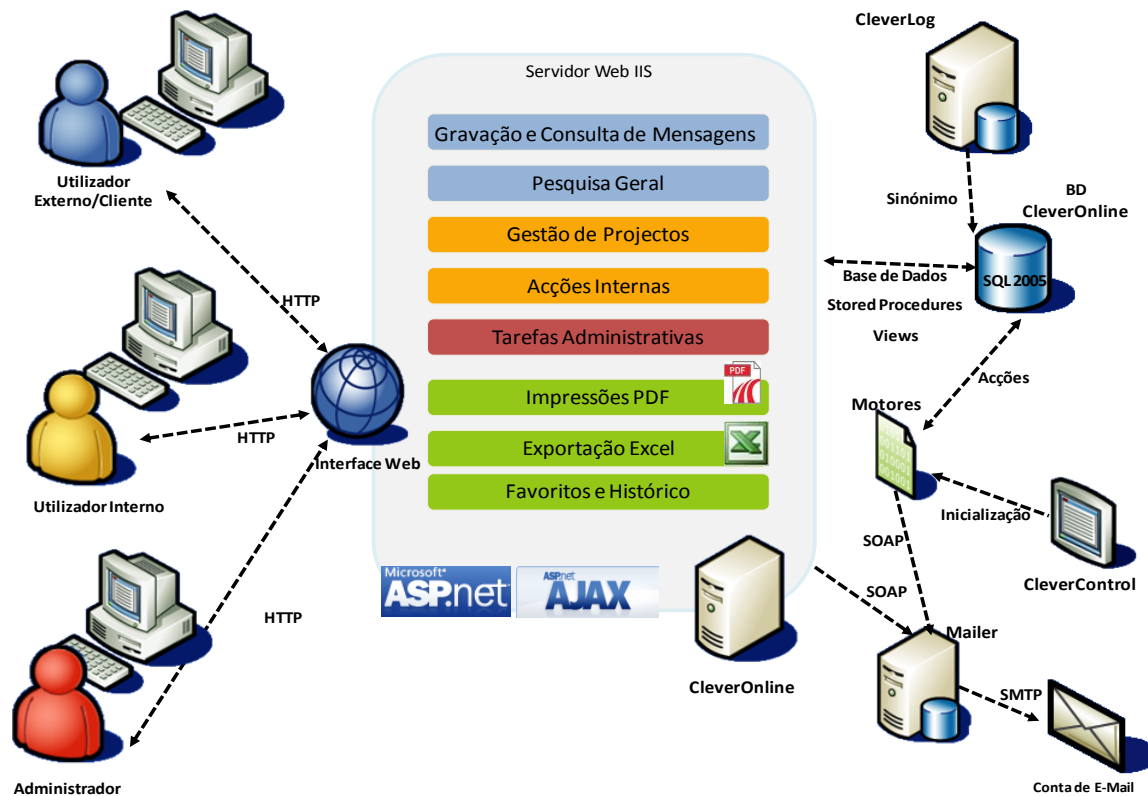 CleverLog
Servidor Web IIS
Gravação e Consulta de Mensagens
Pesquisa Geral
Gestão de Projectos
Acções Internas
Tarefas Administrativas
PDF
Impressões PDF
Exportação Excel
Favoritos e Histórico
Microsoft
ASP.net
ASP.net
AJAX
CleverOnline
Utilizador
Externo/Cliente
HTTP
Utilizador Interno
HTTP
Interface Web
HTTP
Administrador
Sinónimo
BD
CleverOnline
SQL 2005
Base de Dados
Stored Procedures
Views
Acções
Motores
Inicialização
CleverControl
SOAP
SOAP
Mailer
SMTP
Conta de E-Mail